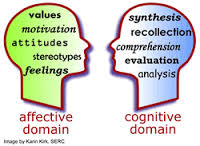 values
motivation
attitudes
stereotypes
feelings
synthesis
recollection
comprehension
evaluation
analysis
affective
domain
cognitive
domain
Image by Karin Kirk, SERC